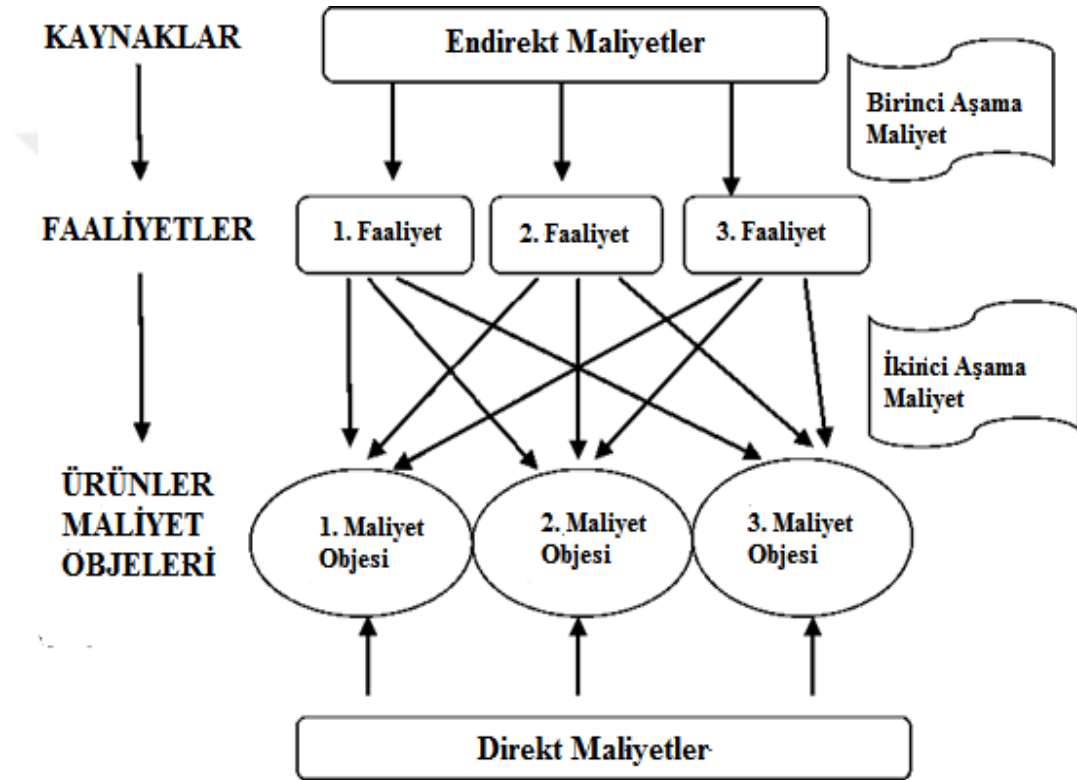 KAYNAKLAR
Endirekt Maliyetler
Birinci Aşama
Maliyet
FAALİYETLER
1. Faaliyet
2. Faaliyet
3. Faaliyet
İkinci Aşama
Maliyet
ÜRÜNLER
MALİYET
OBJELERİ
1. Maliyet
Objesi
2. Maliyet
Objesi
3. Maliyet
Objesi
Direkt Maliyetler